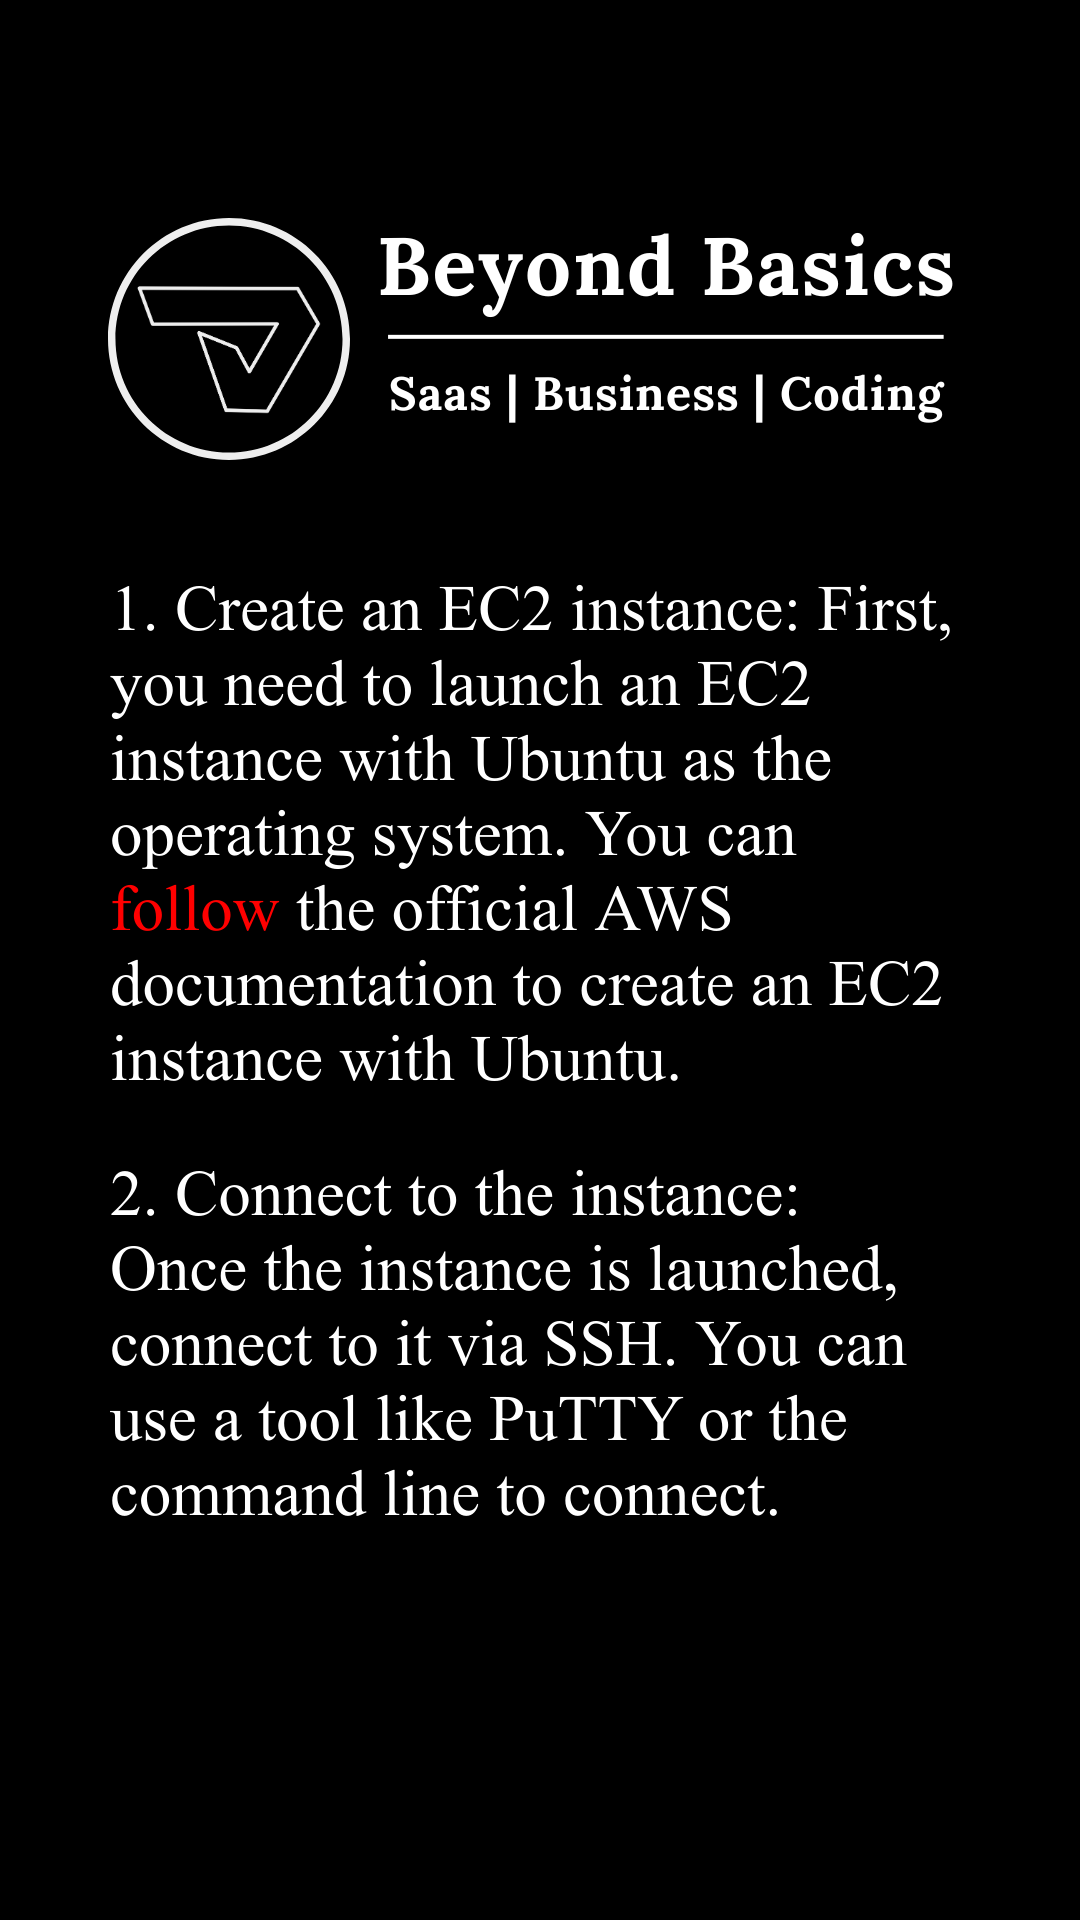 Beyond Basics
Saas | Business | Coding
1. Create an EC2 instance: First,
you need to launch an EC2
instance with Ubuntu as the
operating system. You can
follow the official AWS
documentation to create an EC2
instance with Ubuntu.
2. Connect to the instance:
Once the instance is launched,
connect to it via SSH. You can
use a tool like PuTTY or the
command line to connect.